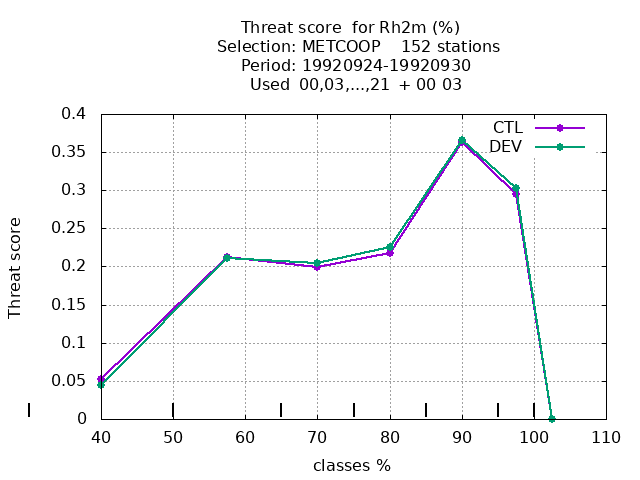 Threat score  for Rh2m (%)
Selection: METCOOP    152 stations
Period: 19920924-19920930
Used  00,03,...,21  + 00 03
CTL
DEV
Threat score
0.4
0.35
0.3
0.25
0.2
0.15
0.1
0.05
0
40 50 60 70 80 90 100 110
classes %